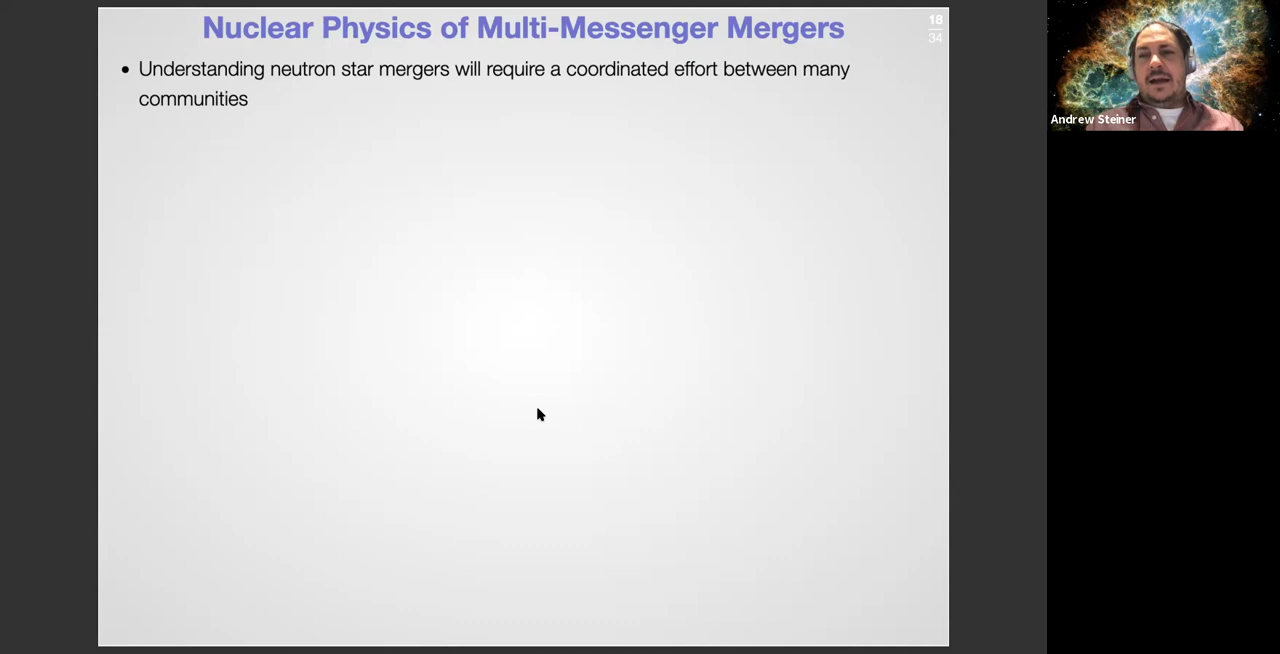 Nuclear Physics of Multi-Messenger Mergers
18
34
• Understanding neutron star mergers will require a coordinated effort between many
communities
Andrew Steiner